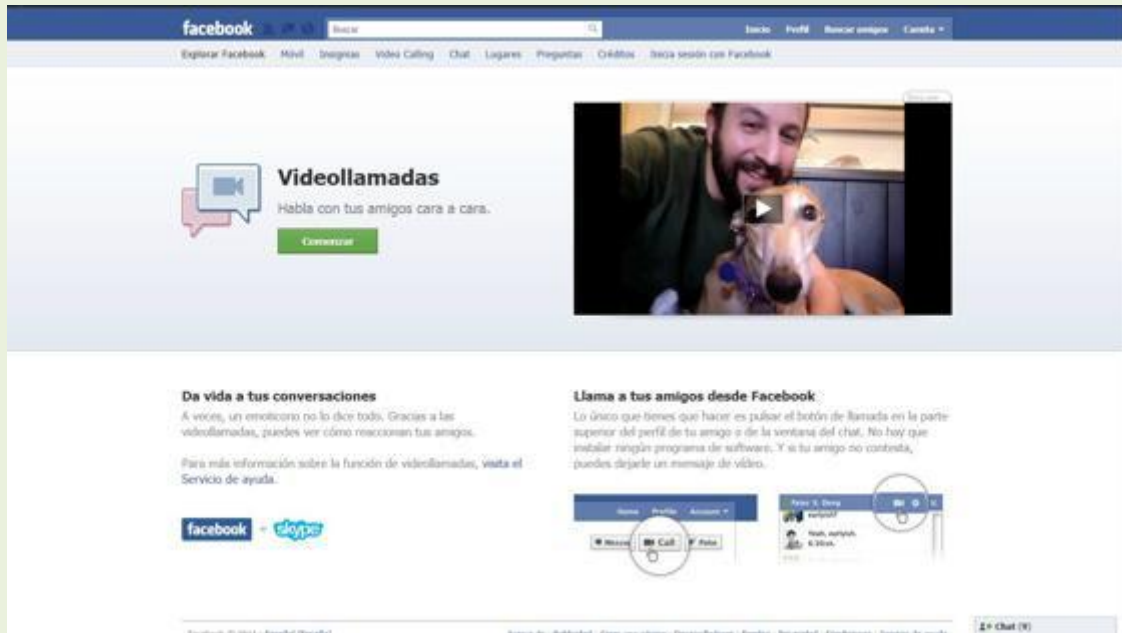 facebook
Buscar
Inicio Perfil Buscar amigos Cuenta
Explorar Facebook Móvil Insignias Video Calling Chat Lugares Preguntas Créditos Inicia sesión con Facebook
Videollamadas
Habla con tus amigos cara a cara.
Comenzar
Da vida a tus conversaciones
A veces, un emoticono no lo dice todo. Gracias a las
videollamadas, puedes ver cómo reaccionan tus amigos.
Para más información sobre la función de videollamadas, visita el
Servicio de ayuda.
facebook + skype
Llama a tus amigos desde Facebook
Lo único que tienes que hacer es pulsar el botón de llamada en la parte
superior del perfil de tu amigo o de la ventana del chat. No hay que
instalar ningún programa de software. Y si tu amigo no contesta,
puedes dejarle un mensaje de vídeo.
Home Profile Account
Call Poke
Chat (9)